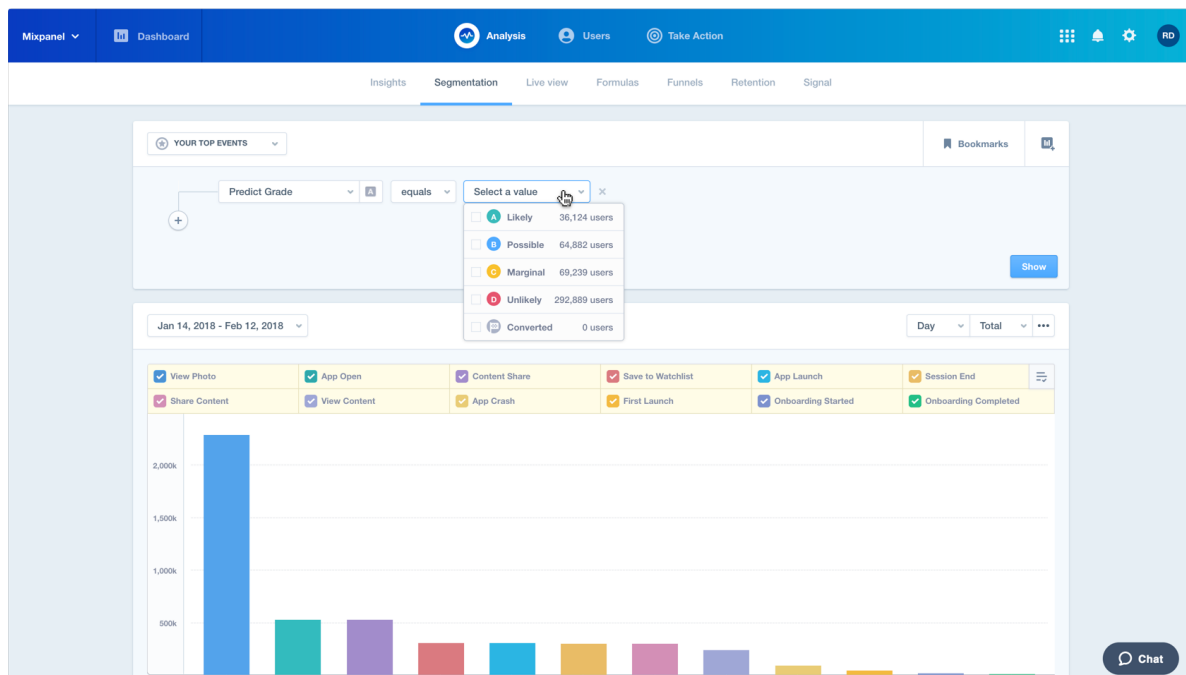 Mixpanel Dashboard Analysis Users Take Action RD
Insights Segmentation Live view Formulas Funnels Retention Signal
YOUR TOP EVENTS Bookmarks
Predict Grade A equals Select a value
A Likely 36,124 users
B Possible 64,882 users
C Marginal 69,239 users
D Unlikely 292,889 users
Converted 0 users
Show
Jan 14, 2018 - Feb 12, 2018 Day Total
View Photo App Open Content Share Save to Watchlist App Launch Session End
Share Content View Content App Crash First Launch Onboarding Started Onboarding Completed
2,000k
1,500k
1,000k
500k
Chat